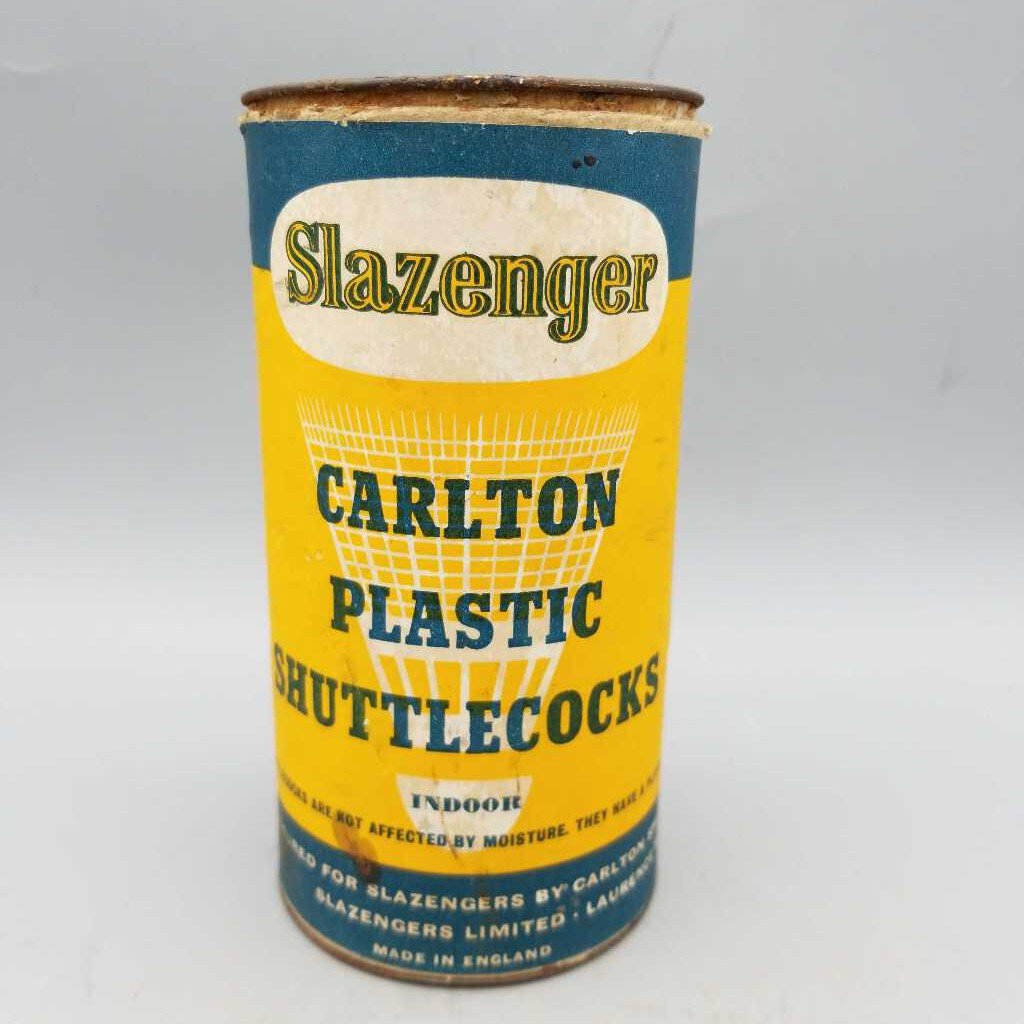 Slazenger
CARLTON
PLASTIC
SHUTTLECOCKS
INDOOR
ARE NOT AFFECTED BY MOISTURE. THEY HAVE A
FOR SLAZENGERS BY CARLTON
SLAZENGERS LIMITED ·
MADE IN ENGLAND